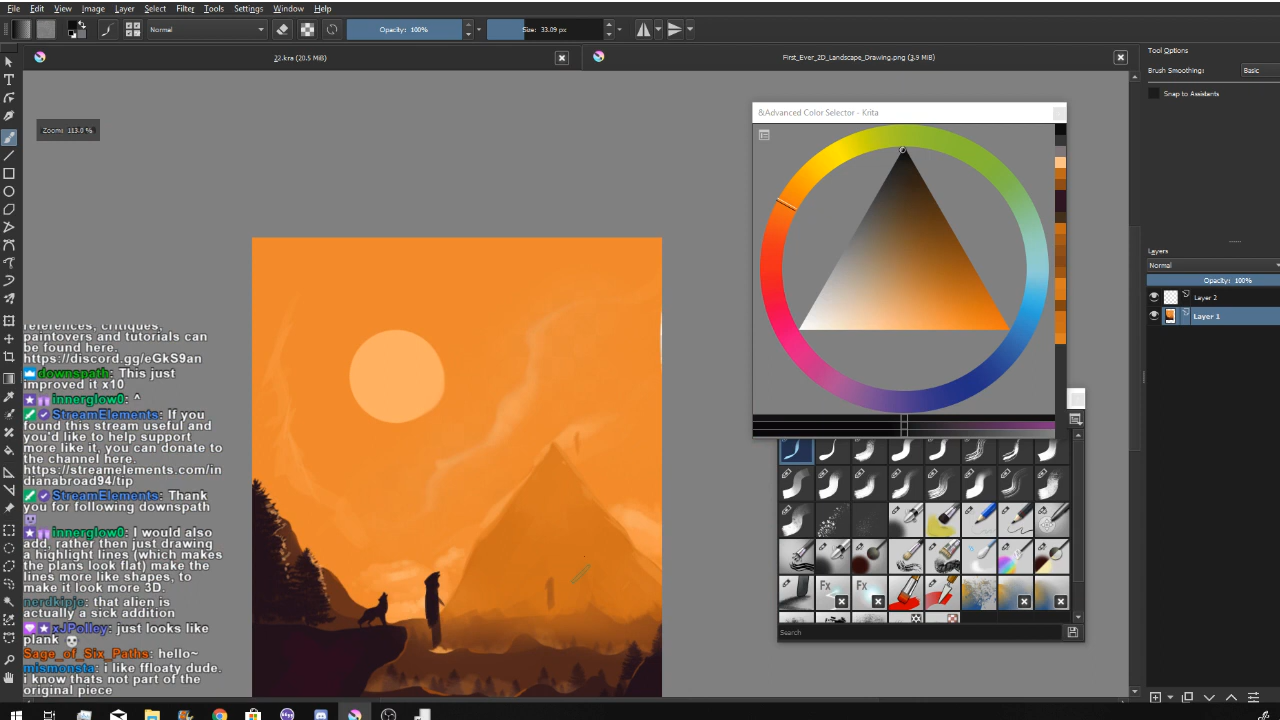 File Edit View Image Layer Select Filter Tools Settings Window Help
Normal Opacity: 100% Size: 33.09 px
22.kra (20.5 MiB) First_Ever_2D_Landscape_Drawing.png (3.9 MiB)
Tool Options
Brush Smoothing: Basic
Snap to Assistants
&Advanced Color Selector - Krita
Zoom: 113.0 %
Layers
Normal
Opacity: 100%
Layer 2
Layer 1
references, critiques,
paintovers and tutorials can
be found here.
https://discord.gg/eGkS9an
downspath: This just
improved it x10
innerglow0: ^
StreamElements: If you
found this stream useful and
you'd like to help support
more like it, you can donate to
the channel here.
https://streamelements.com/in
dianabroad94/tip
StreamElements: Thank
you for following downspath
innerglow0: I would also
add, rather then just drawing
a highlight lines (which makes
the plans look flat) make the
lines more like shapes, to
make it look more 3D.
nerdkipje: that alien is
actually a sick addition
xJPolley: just looks like
plank
Sage_of_Six_Paths: hello~
mismonsta: i like ffloaty dude.
i know thats not part of the
original piece
Fx Fx
Search